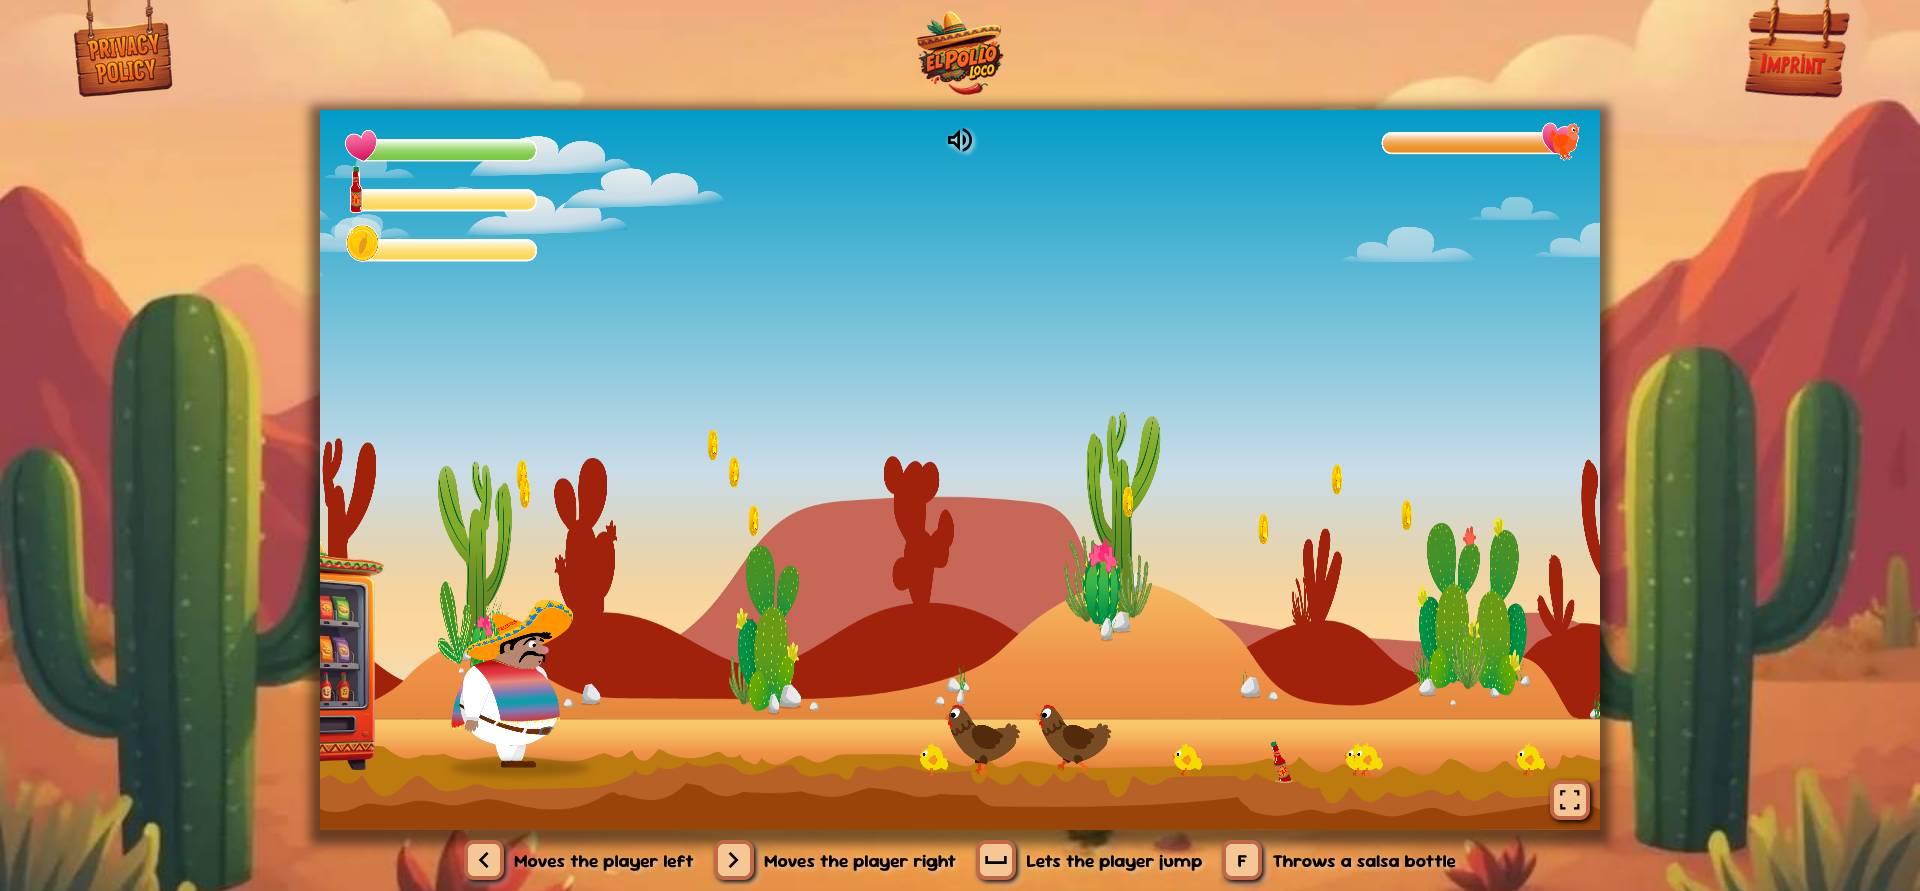 PRIVACY
POLICY
EL POLLO
LOCO
IMPRINT
< Moves the player left
> Moves the player right
Lets the player jump
F Throws a salsa bottle